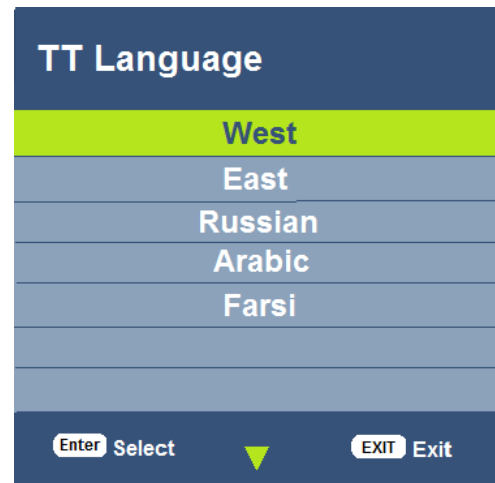 TT Language
West
East
Russian
Arabic
Farsi
Enter Select EXIT Exit